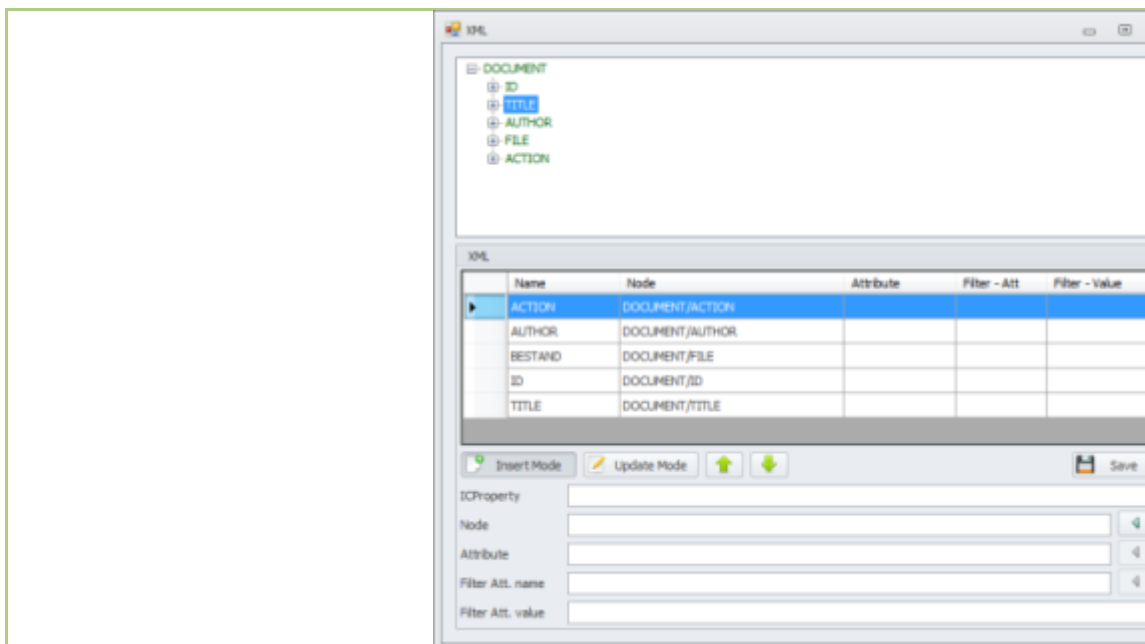 XML
DOCUMENT
ID
TITLE
AUTHOR
FILE
ACTION
XML
Name Node Attribute Filter - Att Filter - Value
ACTION DOCUMENT/ACTION
AUTHOR DOCUMENT/AUTHOR
BESTAND DOCUMENT/FILE
ID DOCUMENT/ID
TITLE DOCUMENT/TITLE
Insert Mode Update Mode Save
ICProperty
Node
Attribute
Filter Att. name
Filter Att. value